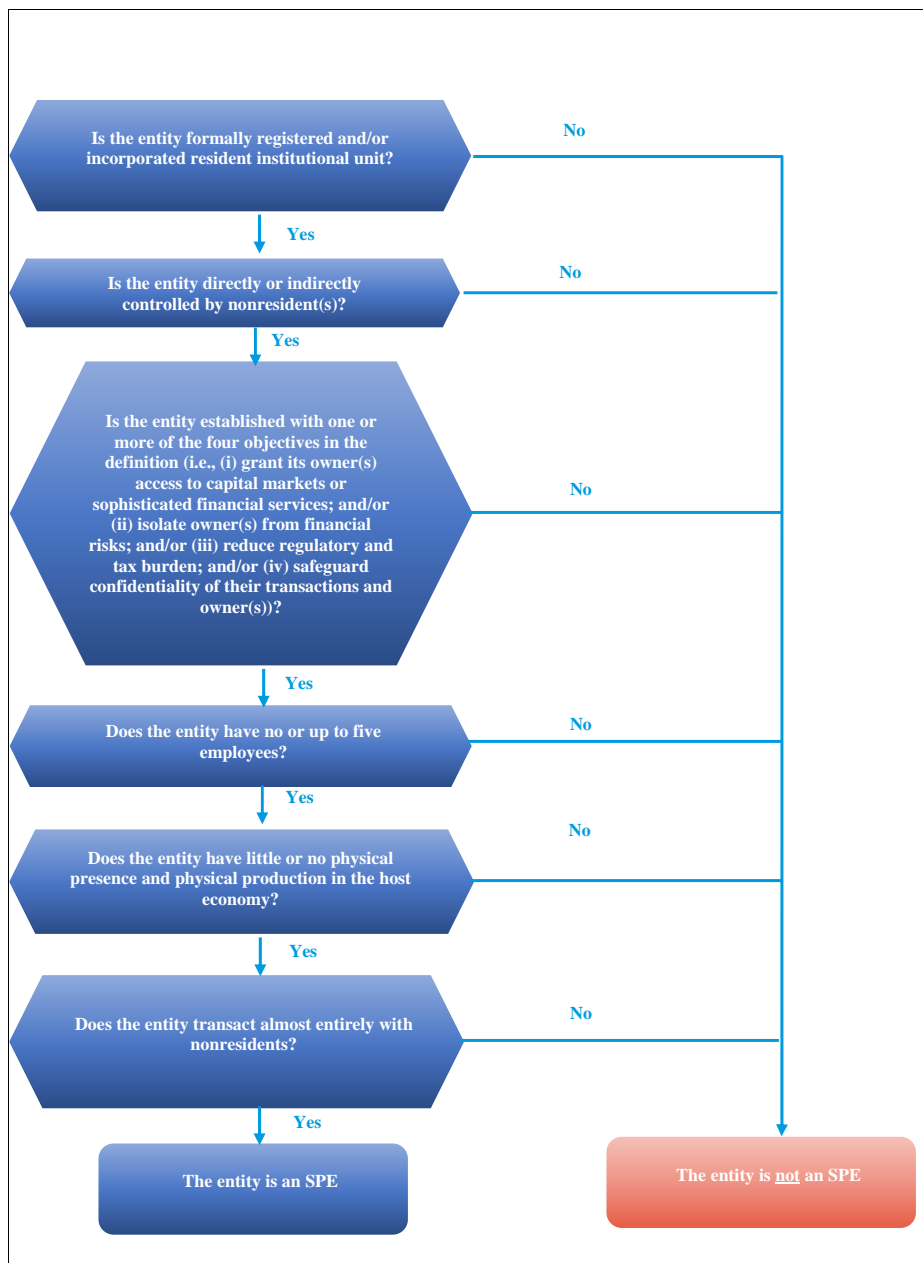 Is the entity formally registered and/or
incorporated resident institutional unit?
No
Yes
Is the entity directly or indirectly
controlled by nonresident(s)?
No
Yes
Is the entity established with one or
more of the four objectives in the
definition (i.e., (i) grant its owner(s)
access to capital markets or
sophisticated financial services; and/or
(ii) isolate owner(s) from financial
risks; and/or (iii) reduce regulatory and
tax burden; and/or (iv) safeguard
confidentiality of their transactions and
owner(s))?
No
Yes
Does the entity have no or up to five
employees?
No
Yes
Does the entity have little or no physical
presence and physical production in the host
economy?
No
Yes
Does the entity transact almost entirely with
nonresidents?
No
Yes
The entity is an SPE
The entity is not an SPE